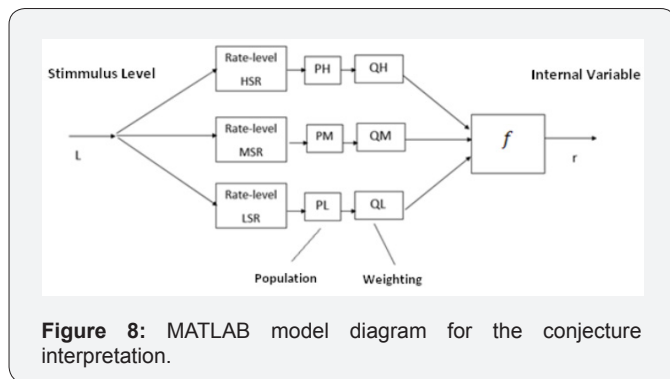 Stimmulus Level
Rate-level
HSR
PH
QH
Internal Variable
L
Rate-level
MSR
PM
QM
f
r
Rate-level
LSR
PL
QL
Population
Weighting
Figure 8: MATLAB model diagram for the conjecture
interpretation.